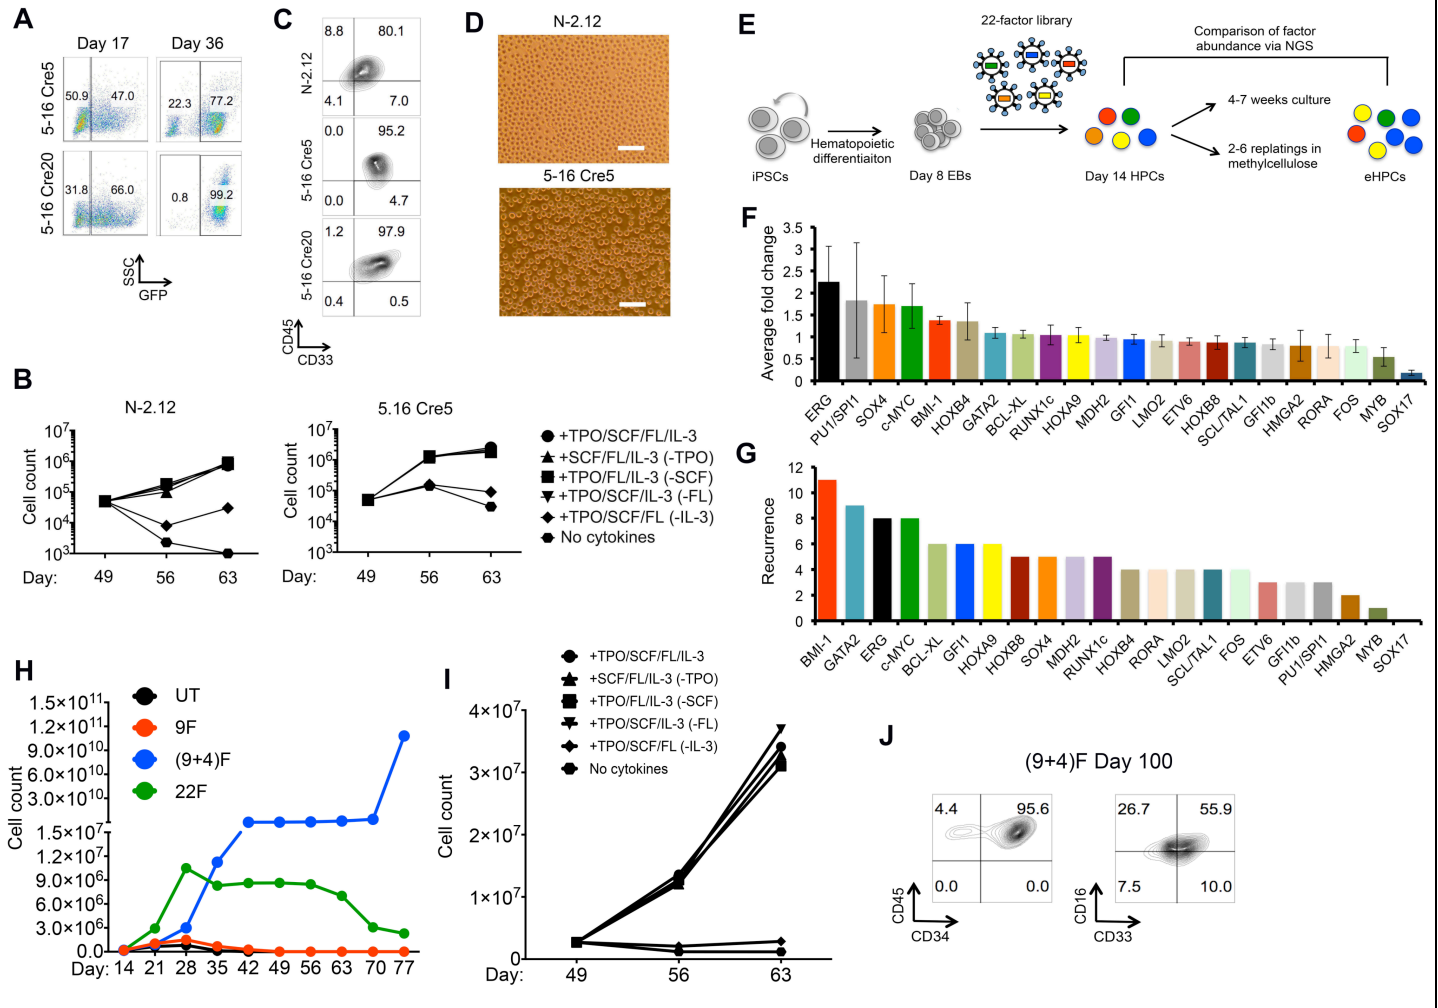 A
Day 17
Day 36
5-16 Cre5
50.9
47.0
22.3
77.2
5-16 Cre20
31.8
66.0
0.8
99.2
SSC
GFP
B
N-2.12
5.16 Cre5
Cell count
10⁷
10⁶
10⁵
10⁴
10³
Day:
49
56
63
Cell count
10⁷
10⁶
10⁵
10⁴
10³
Day:
49
56
63
+TPO/SCF/FL/IL-3
+SCF/FL/IL-3 (-TPO)
+TPO/FL/IL-3 (-SCF)
+TPO/SCF/IL-3 (-FL)
+TPO/SCF/FL (-IL-3)
No cytokines
C
N-2.12
8.8
80.1
4.1
7.0
5-16 Cre5
0.0
95.2
0.0
4.7
5-16 Cre20
1.2
97.9
0.4
0.5
CD45
CD33
D
N-2.12
5-16 Cre5
E
22-factor library
Comparison of factor
abundance via NGS
Hematopoietic
differentiaiton
iPSCs
Day 8 EBs
Day 14 HPCs
4-7 weeks culture
2-6 replatings in
methylcellulose
eHPCs
F
Average fold change
3.5
3
2.5
2
1.5
1
0.5
0
ERG
PU1/SPI1
SOX4
c-MYC
BMI-1
HOXB4
GATA2
BCL-XL
RUNX1c
HOXA9
MDH2
GFI1
LMO2
ETV6
HOXB8
SCL/TAL1
GFI1b
HMGA2
RORA
FOS
MYB
SOX17
G
Recurrence
12
10
8
6
4
2
0
BMI-1
GATA2
ERG
c-MYC
BCL-XL
GFI1
HOXA9
HOXB8
SOX4
MDH2
RUNX1c
HOXB4
RORA
LMO2
SCL/TAL1
FOS
ETV6
GFI1b
PU1/SPI1
HMGA2
MYB
SOX17
H
UT
9F
(9+4)F
22F
Cell count
1.5×10¹¹
1.2×10¹¹
9.0×10¹⁰
6.0×10¹⁰
3.0×10¹⁰
1.5×10⁷
1.2×10⁷
9.0×10⁶
6.0×10⁶
3.0×10⁶
0.0
Day:
14
21
28
35
42
49
56
63
70
77
I
+TPO/SCF/FL/IL-3
+SCF/FL/IL-3 (-TPO)
+TPO/FL/IL-3 (-SCF)
+TPO/SCF/IL-3 (-FL)
+TPO/SCF/FL (-IL-3)
No cytokines
Cell count
4×10⁷
3×10⁷
2×10⁷
1×10⁷
0
Day:
49
56
63
J
(9+4)F Day 100
4.4
95.6
0.0
0.0
CD45
CD34
26.7
55.9
7.5
10.0
CD16
CD33